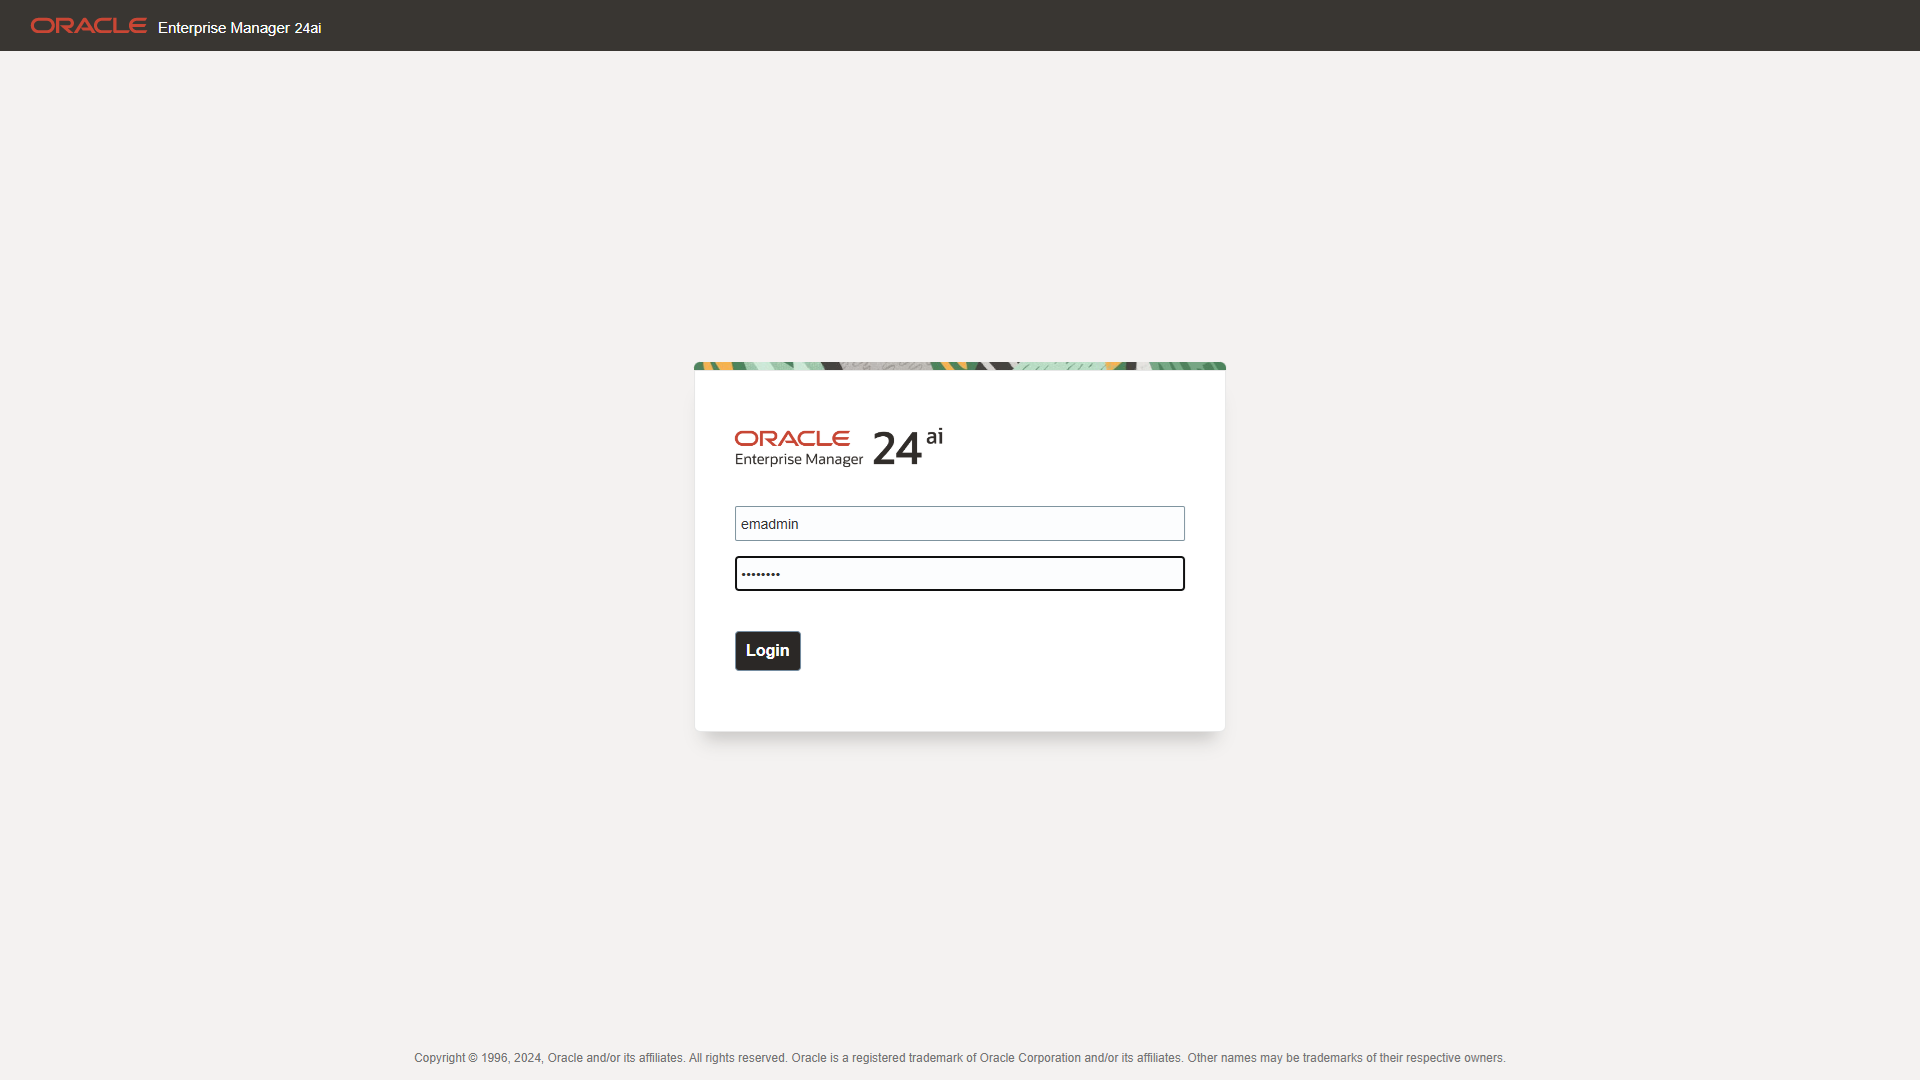 ORACLE Enterprise Manager 24ai
ORACLE
Enterprise Manager 24 ai
emadmin
••••••••
Login
Copyright © 1996, 2024, Oracle and/or its affiliates. All rights reserved. Oracle is a registered trademark of Oracle Corporation and/or its affiliates. Other names may be trademarks of their respective owners.